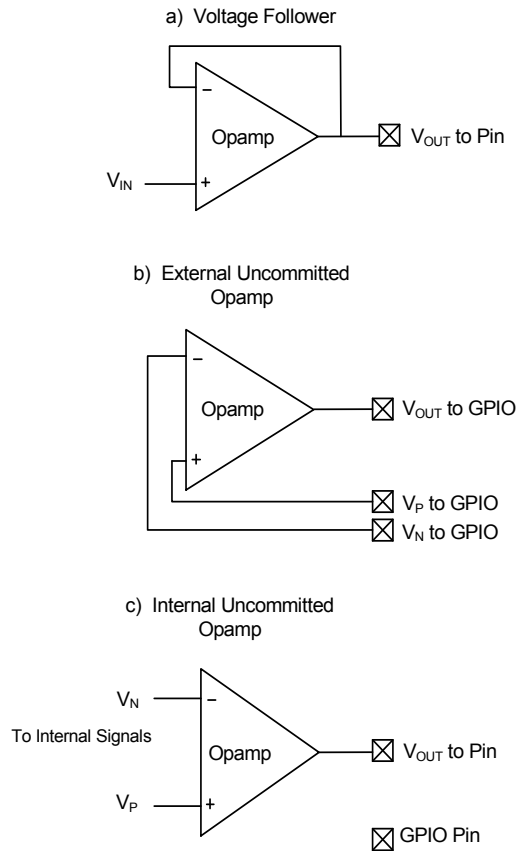 a) Voltage Follower
−
Opamp
V_OUT to Pin
V_IN
+
b) External Uncommitted
Opamp
−
Opamp
V_OUT to GPIO
+
V_P to GPIO
V_N to GPIO
c) Internal Uncommitted
Opamp
V_N
−
To Internal Signals
Opamp
V_OUT to Pin
V_P
+
GPIO Pin